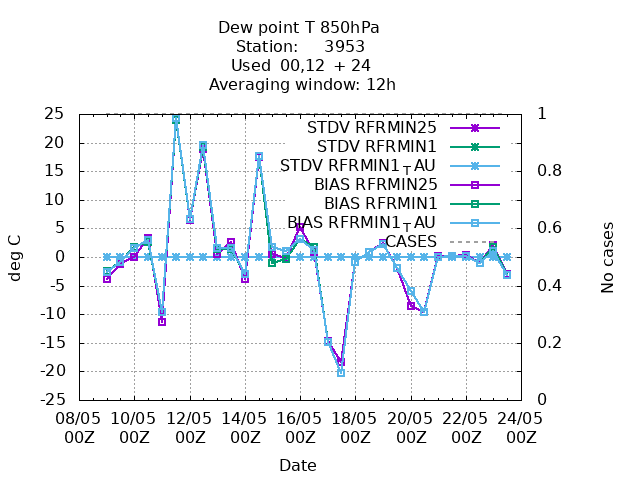 Dew point T 850hPa
Station: 3953
Used 00,12 + 24
Averaging window: 12h
25 1
STDV RFRMIN25
20 STDV RFRMIN1
15 STDV RFRMIN1┬AU 0.8
BIAS RFRMIN25
10 BIAS RFRMIN1
5 BIAS RFRMIN1┬AU 0.6
CASES
0
-5 0.4
-10
-15 0.2
-20
-25 0
deg C
No cases
08/05 10/05 12/05 14/05 16/05 18/05 20/05 22/05 24/05
00Z 00Z 00Z 00Z 00Z 00Z 00Z 00Z 00Z
Date